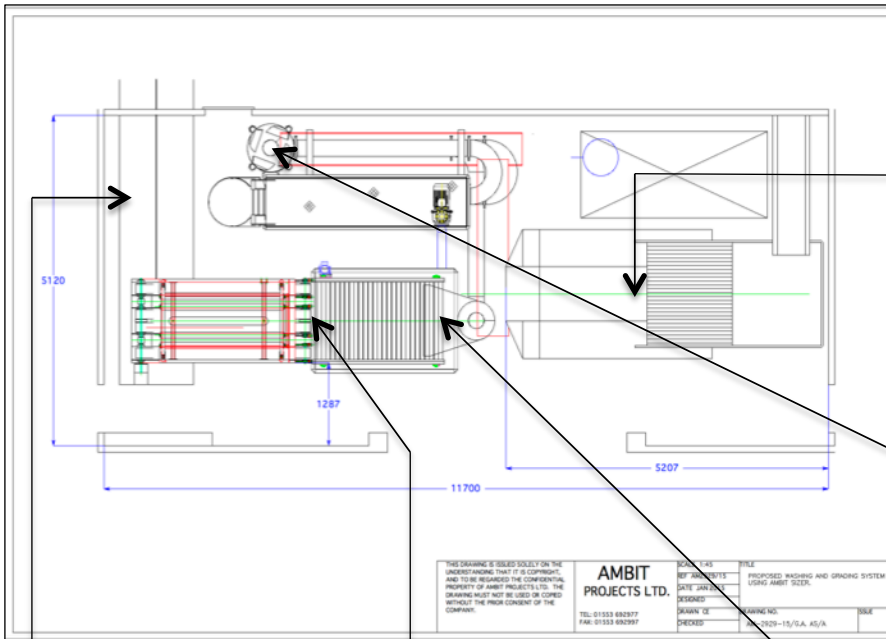 5120
1287
5207
11700
THIS DRAWING IS ISSUED SOLELY ON THE
UNDERSTANDING THAT IT IS COPYRIGHT,
AND TO BE REGARDED THE CONFIDENTIAL
PROPERTY OF AMBIT PROJECTS LTD. THE
DRAWING MUST NOT BE USED OR COPIED
WITHOUT THE PRIOR CONSENT OF THE
COMPANY.
AMBIT
PROJECTS LTD.
TEL: 01553 692977
FAX: 01553 692997
SCALE 1:45
REF
DATE JAN
DESIGNED
DRAWN CE
CHECKED
TITLE
PROPOSED WASHING AND GRADING SYSTEM
USING AMBIT SIZER.
DRAWING NO.
ISSUE